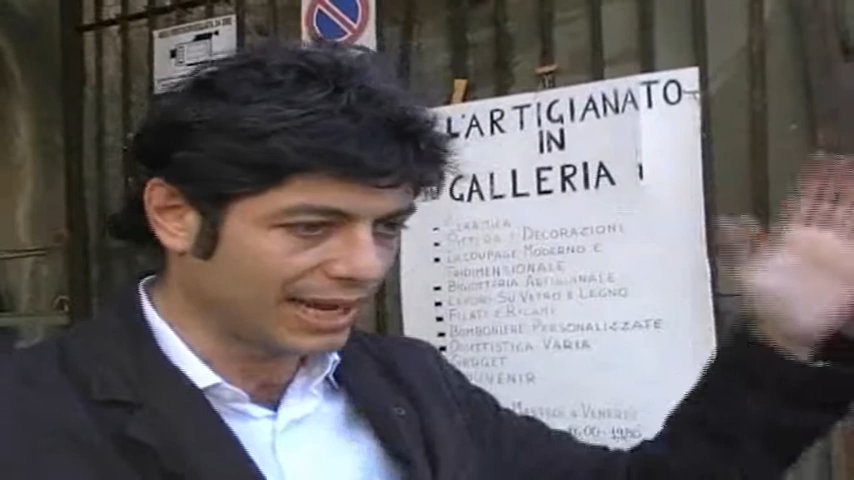 L'ARTIGIANATO
IN
GALLERIA
CERAMICA
PITTURA E DECORAZIONI
DECOUPAGE MODERNO E
TRIDIMENSIONALE
BIGIOTTERIA ARTIGIANALE
LAVORI SU VETRO E LEGNO
FILATI E RICAMI
BOMBONIERE PERSONALIZZATE
OGGETTISTICA VARIA
GADGET
SOUVENIR
VENERDI